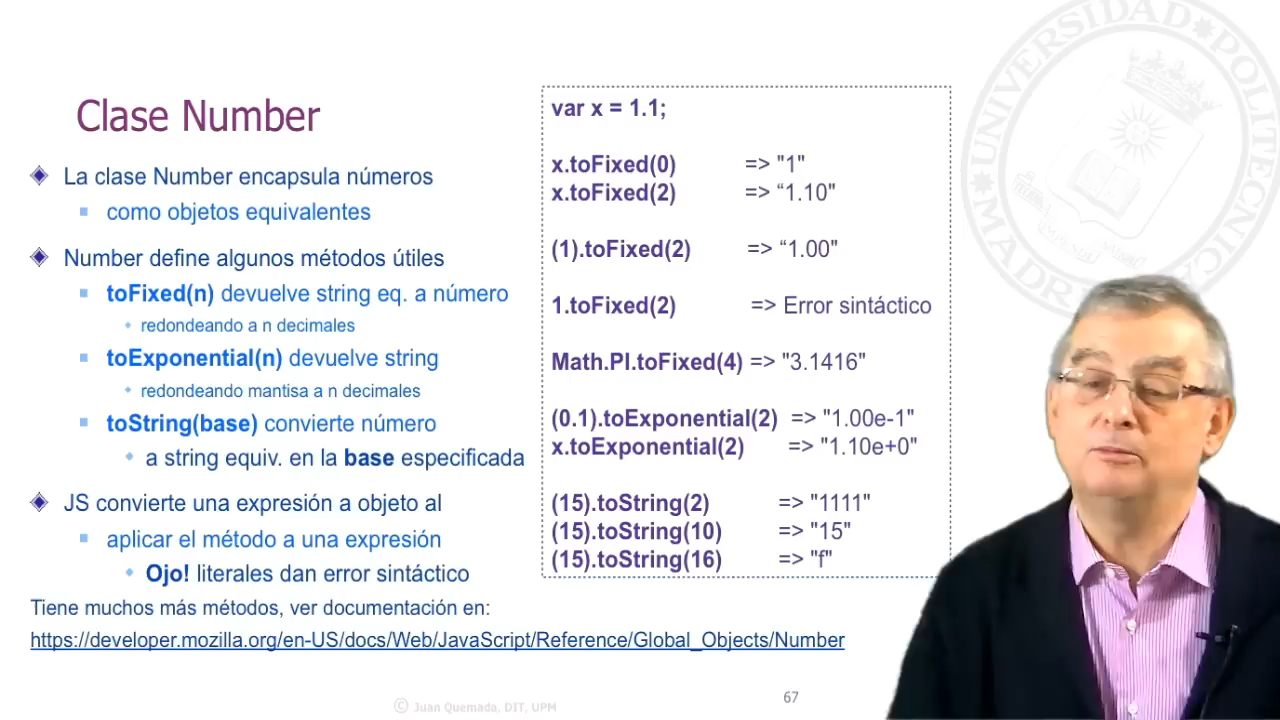 Clase Number
La clase Number encapsula números
como objetos equivalentes
Number define algunos métodos útiles
toFixed(n) devuelve string eq. a número
redondeando a n decimales
toExponential(n) devuelve string
redondeando mantisa a n decimales
toString(base) convierte número
a string equiv. en la base especificada
JS convierte una expresión a objeto al
aplicar el método a una expresión
Ojo! literales dan error sintáctico
Tiene muchos más métodos, ver documentación en:
https://developer.mozilla.org/en-US/docs/Web/JavaScript/Reference/Global_Objects/Number
var x = 1.1;
x.toFixed(0) => "1"
x.toFixed(2) => “1.10"
(1).toFixed(2) => “1.00"
1.toFixed(2) => Error sintáctico
Math.PI.toFixed(4) => "3.1416"
(0.1).toExponential(2) => "1.00e-1"
x.toExponential(2) => "1.10e+0"
(15).toString(2) => "1111"
(15).toString(10) => "15"
(15).toString(16) => "f"
UNIVERSIDAD POLITECNICA
MADR
© Juan Quemada, DIT, UPM
67